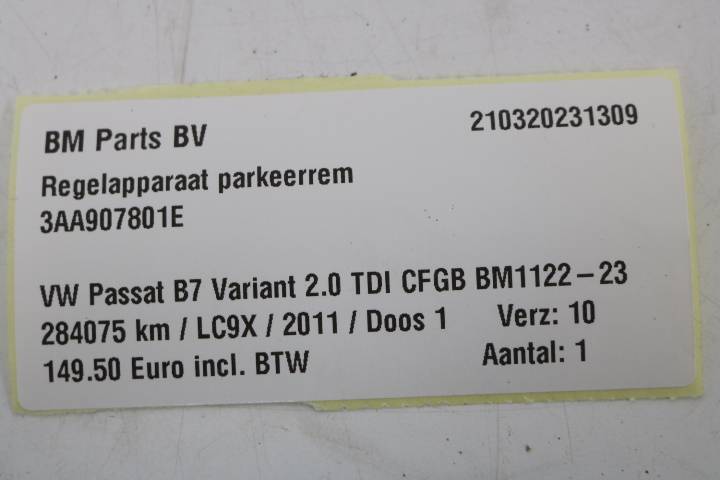 BM Parts BV 210320231309
Regelapparaat parkeerrem
3AA907801E
VW Passat B7 Variant 2.0 TDI CFGB BM1122-23
284075 km / LC9X / 2011 / Doos 1 Verz: 10
149.50 Euro incl. BTW Aantal: 1